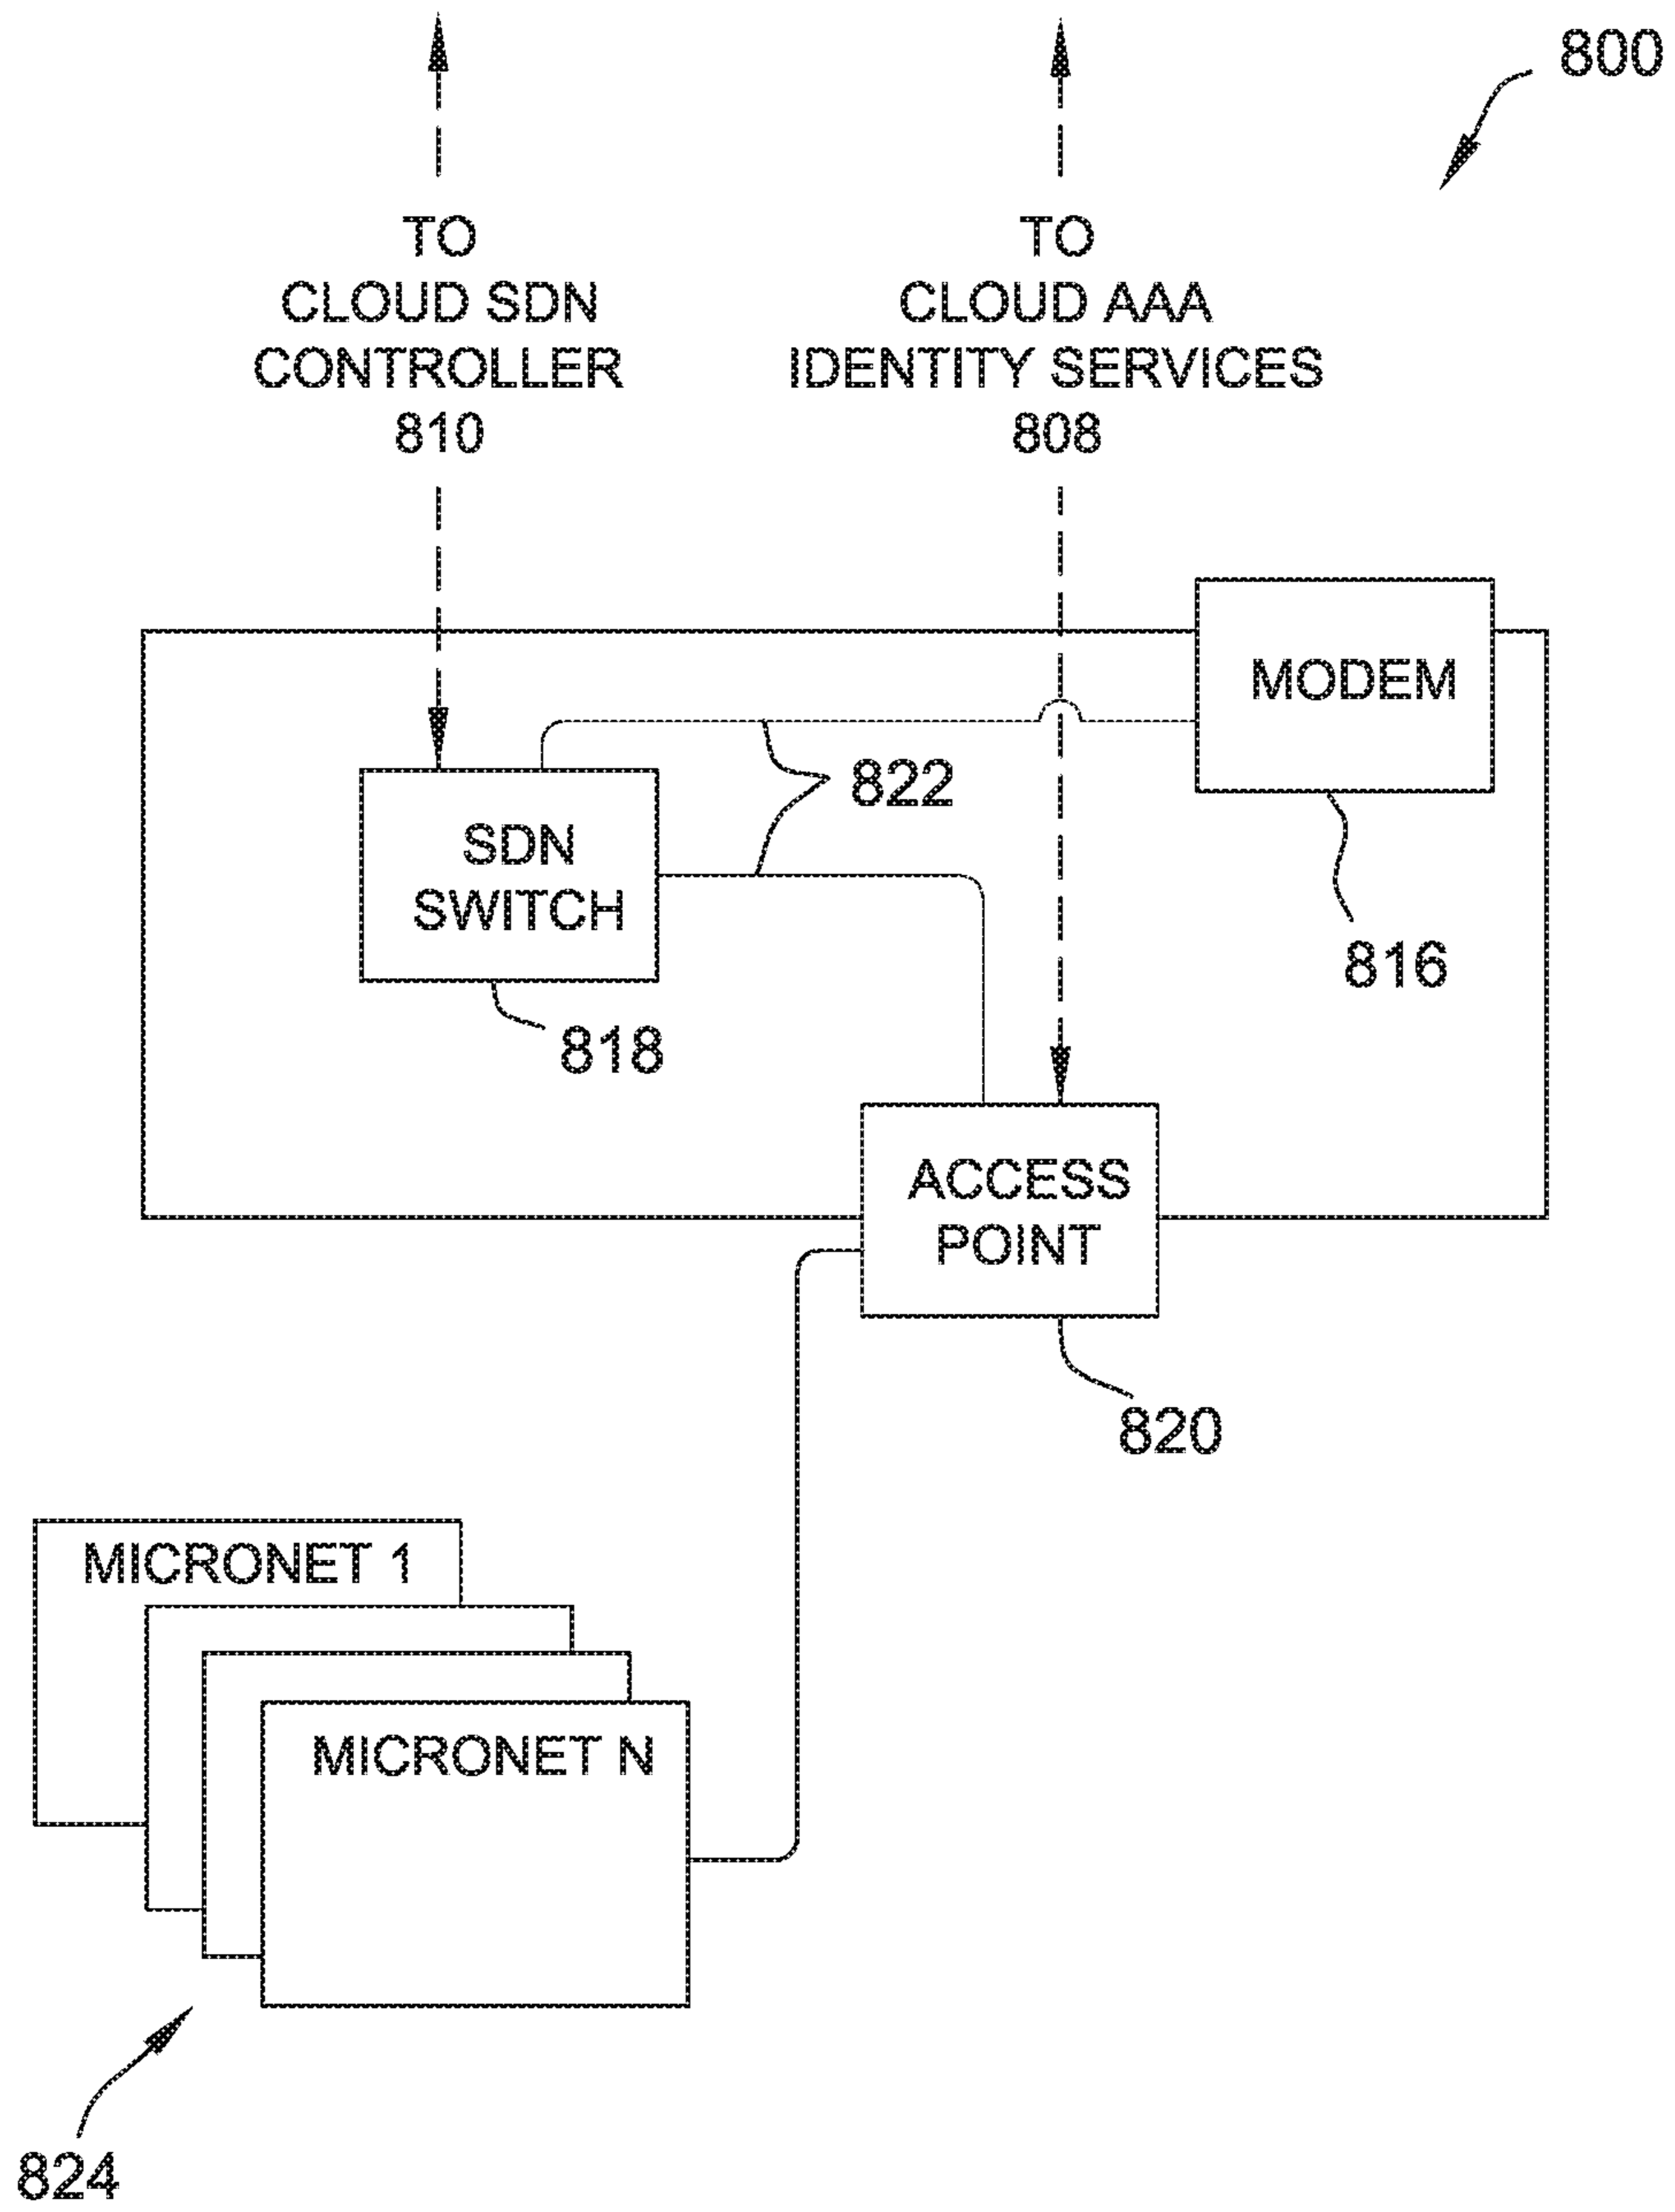 800
TO
CLOUD SDN
CONTROLLER
810
TO
CLOUD AAA
IDENTITY SERVICES
808
MODEM
822
SDN
SWITCH
816
818
ACCESS
POINT
820
MICRONET 1
MICRONET N
824